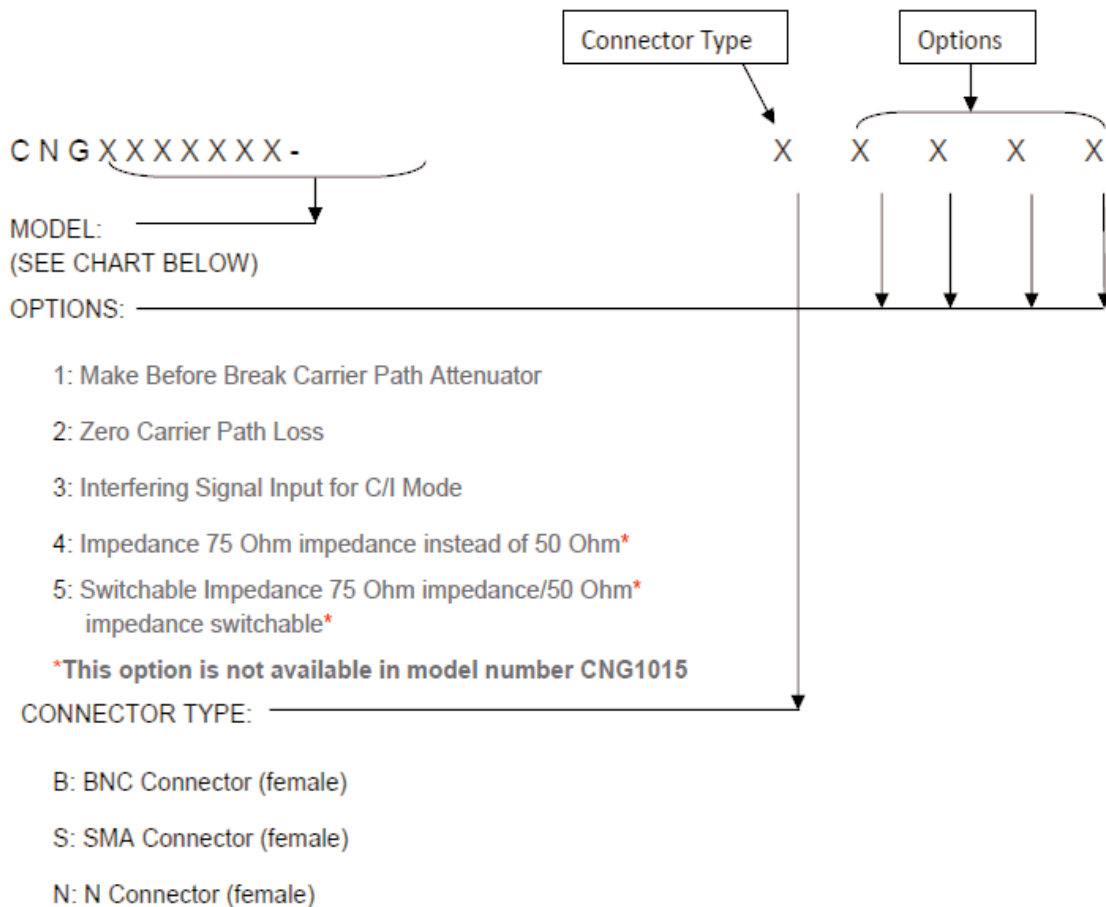 Connector Type
Options
C N G X X X X X X X -
X X X X X
MODEL:
(SEE CHART BELOW)
OPTIONS:
1: Make Before Break Carrier Path Attenuator
2: Zero Carrier Path Loss
3: Interfering Signal Input for C/I Mode
4: Impedance 75 Ohm impedance instead of 50 Ohm*
5: Switchable Impedance 75 Ohm impedance/50 Ohm*
impedance switchable*
*This option is not available in model number CNG1015
CONNECTOR TYPE:
B: BNC Connector (female)
S: SMA Connector (female)
N: N Connector (female)